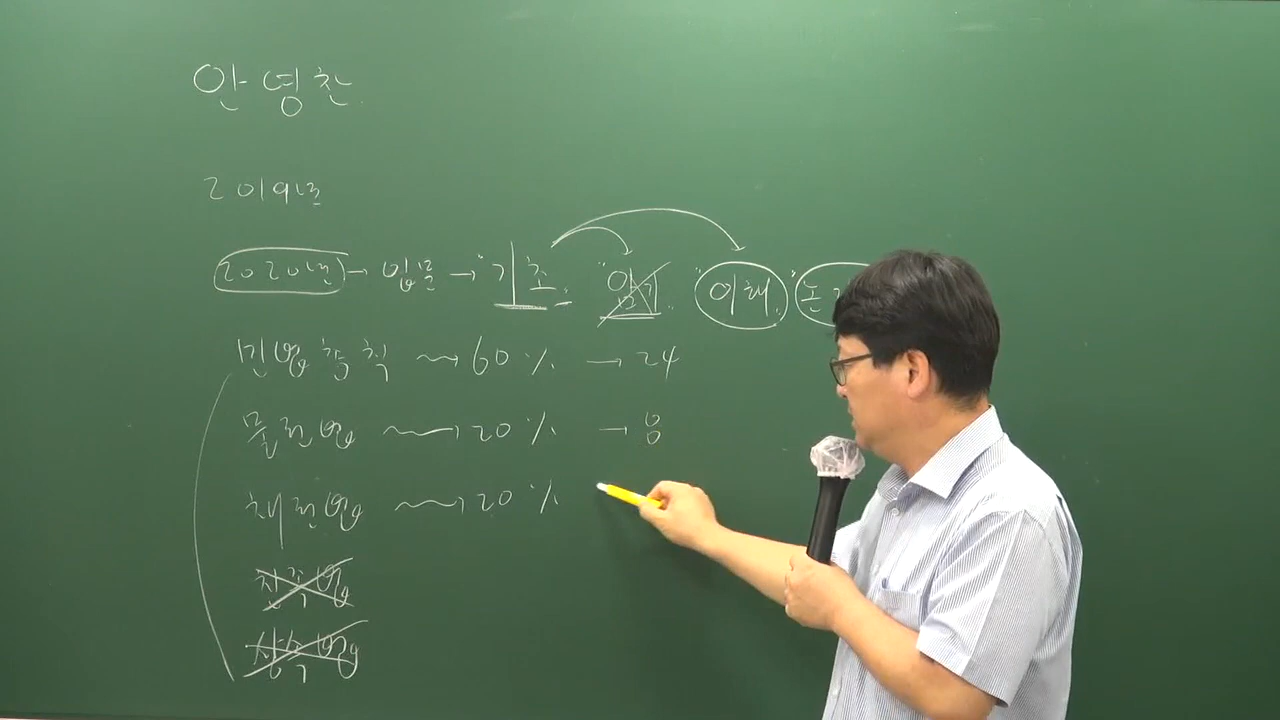 안영찬
2019년
2020년 → 입문 → "기초" "암기" "이해" "논
민법총칙 → 60% → 24
물권법 → 20% → 8
채권법 → 20%
친족법
상속법